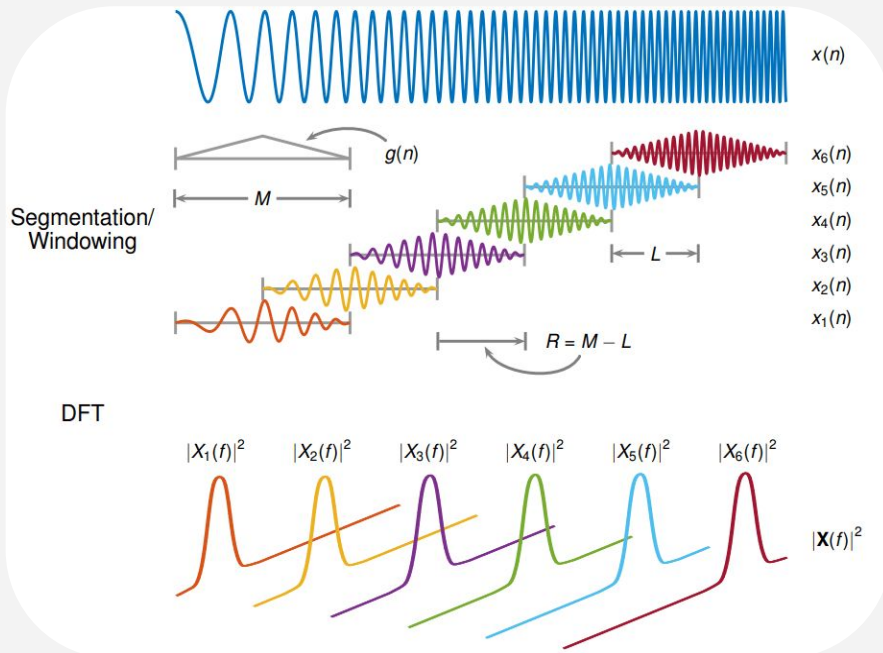 x(n)
g(n)
x₆(n)
M
x₅(n)
Segmentation/
Windowing
x₄(n)
L
x₃(n)
x₂(n)
x₁(n)
R = M − L
DFT
|X₁(f)|² |X₂(f)|² |X₃(f)|² |X₄(f)|² |X₅(f)|² |X₆(f)|²
|X(f)|²